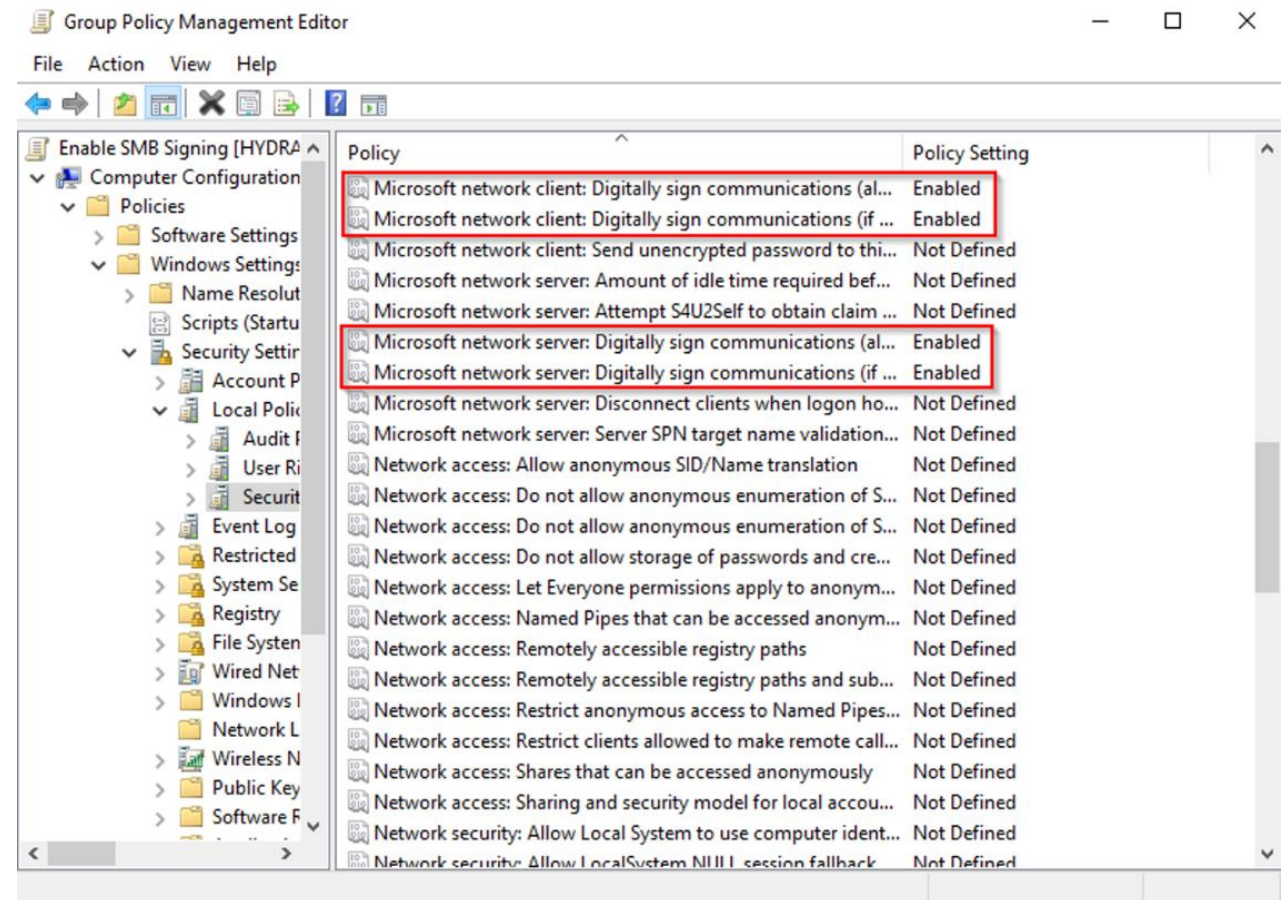 Group Policy Management Editor
File Action View Help
Enable SMB Signing [HYDRA
Computer Configuration
Policies
Software Settings
Windows Settings
Name Resolut
Scripts (Startu
Security Settin
Account P
Local Polic
Audit P
User Ri
Securit
Event Log
Restricted
System Se
Registry
File System
Wired Net
Windows
Network L
Wireless N
Public Key
Software R
Policy Policy Setting
Microsoft network client: Digitally sign communications (al... Enabled
Microsoft network client: Digitally sign communications (if ... Enabled
Microsoft network client: Send unencrypted password to thi... Not Defined
Microsoft network server: Amount of idle time required bef... Not Defined
Microsoft network server: Attempt S4U2Self to obtain claim ... Not Defined
Microsoft network server: Digitally sign communications (al... Enabled
Microsoft network server: Digitally sign communications (if ... Enabled
Microsoft network server: Disconnect clients when logon ho... Not Defined
Microsoft network server: Server SPN target name validation... Not Defined
Network access: Allow anonymous SID/Name translation Not Defined
Network access: Do not allow anonymous enumeration of S... Not Defined
Network access: Do not allow anonymous enumeration of S... Not Defined
Network access: Do not allow storage of passwords and cre... Not Defined
Network access: Let Everyone permissions apply to anonym... Not Defined
Network access: Named Pipes that can be accessed anonym... Not Defined
Network access: Remotely accessible registry paths Not Defined
Network access: Remotely accessible registry paths and sub... Not Defined
Network access: Restrict anonymous access to Named Pipes... Not Defined
Network access: Restrict clients allowed to make remote call... Not Defined
Network access: Shares that can be accessed anonymously Not Defined
Network access: Sharing and security model for local accou... Not Defined
Network security: Allow Local System to use computer ident... Not Defined
Network security: Allow LocalSystem NULL session fallback Not Defined